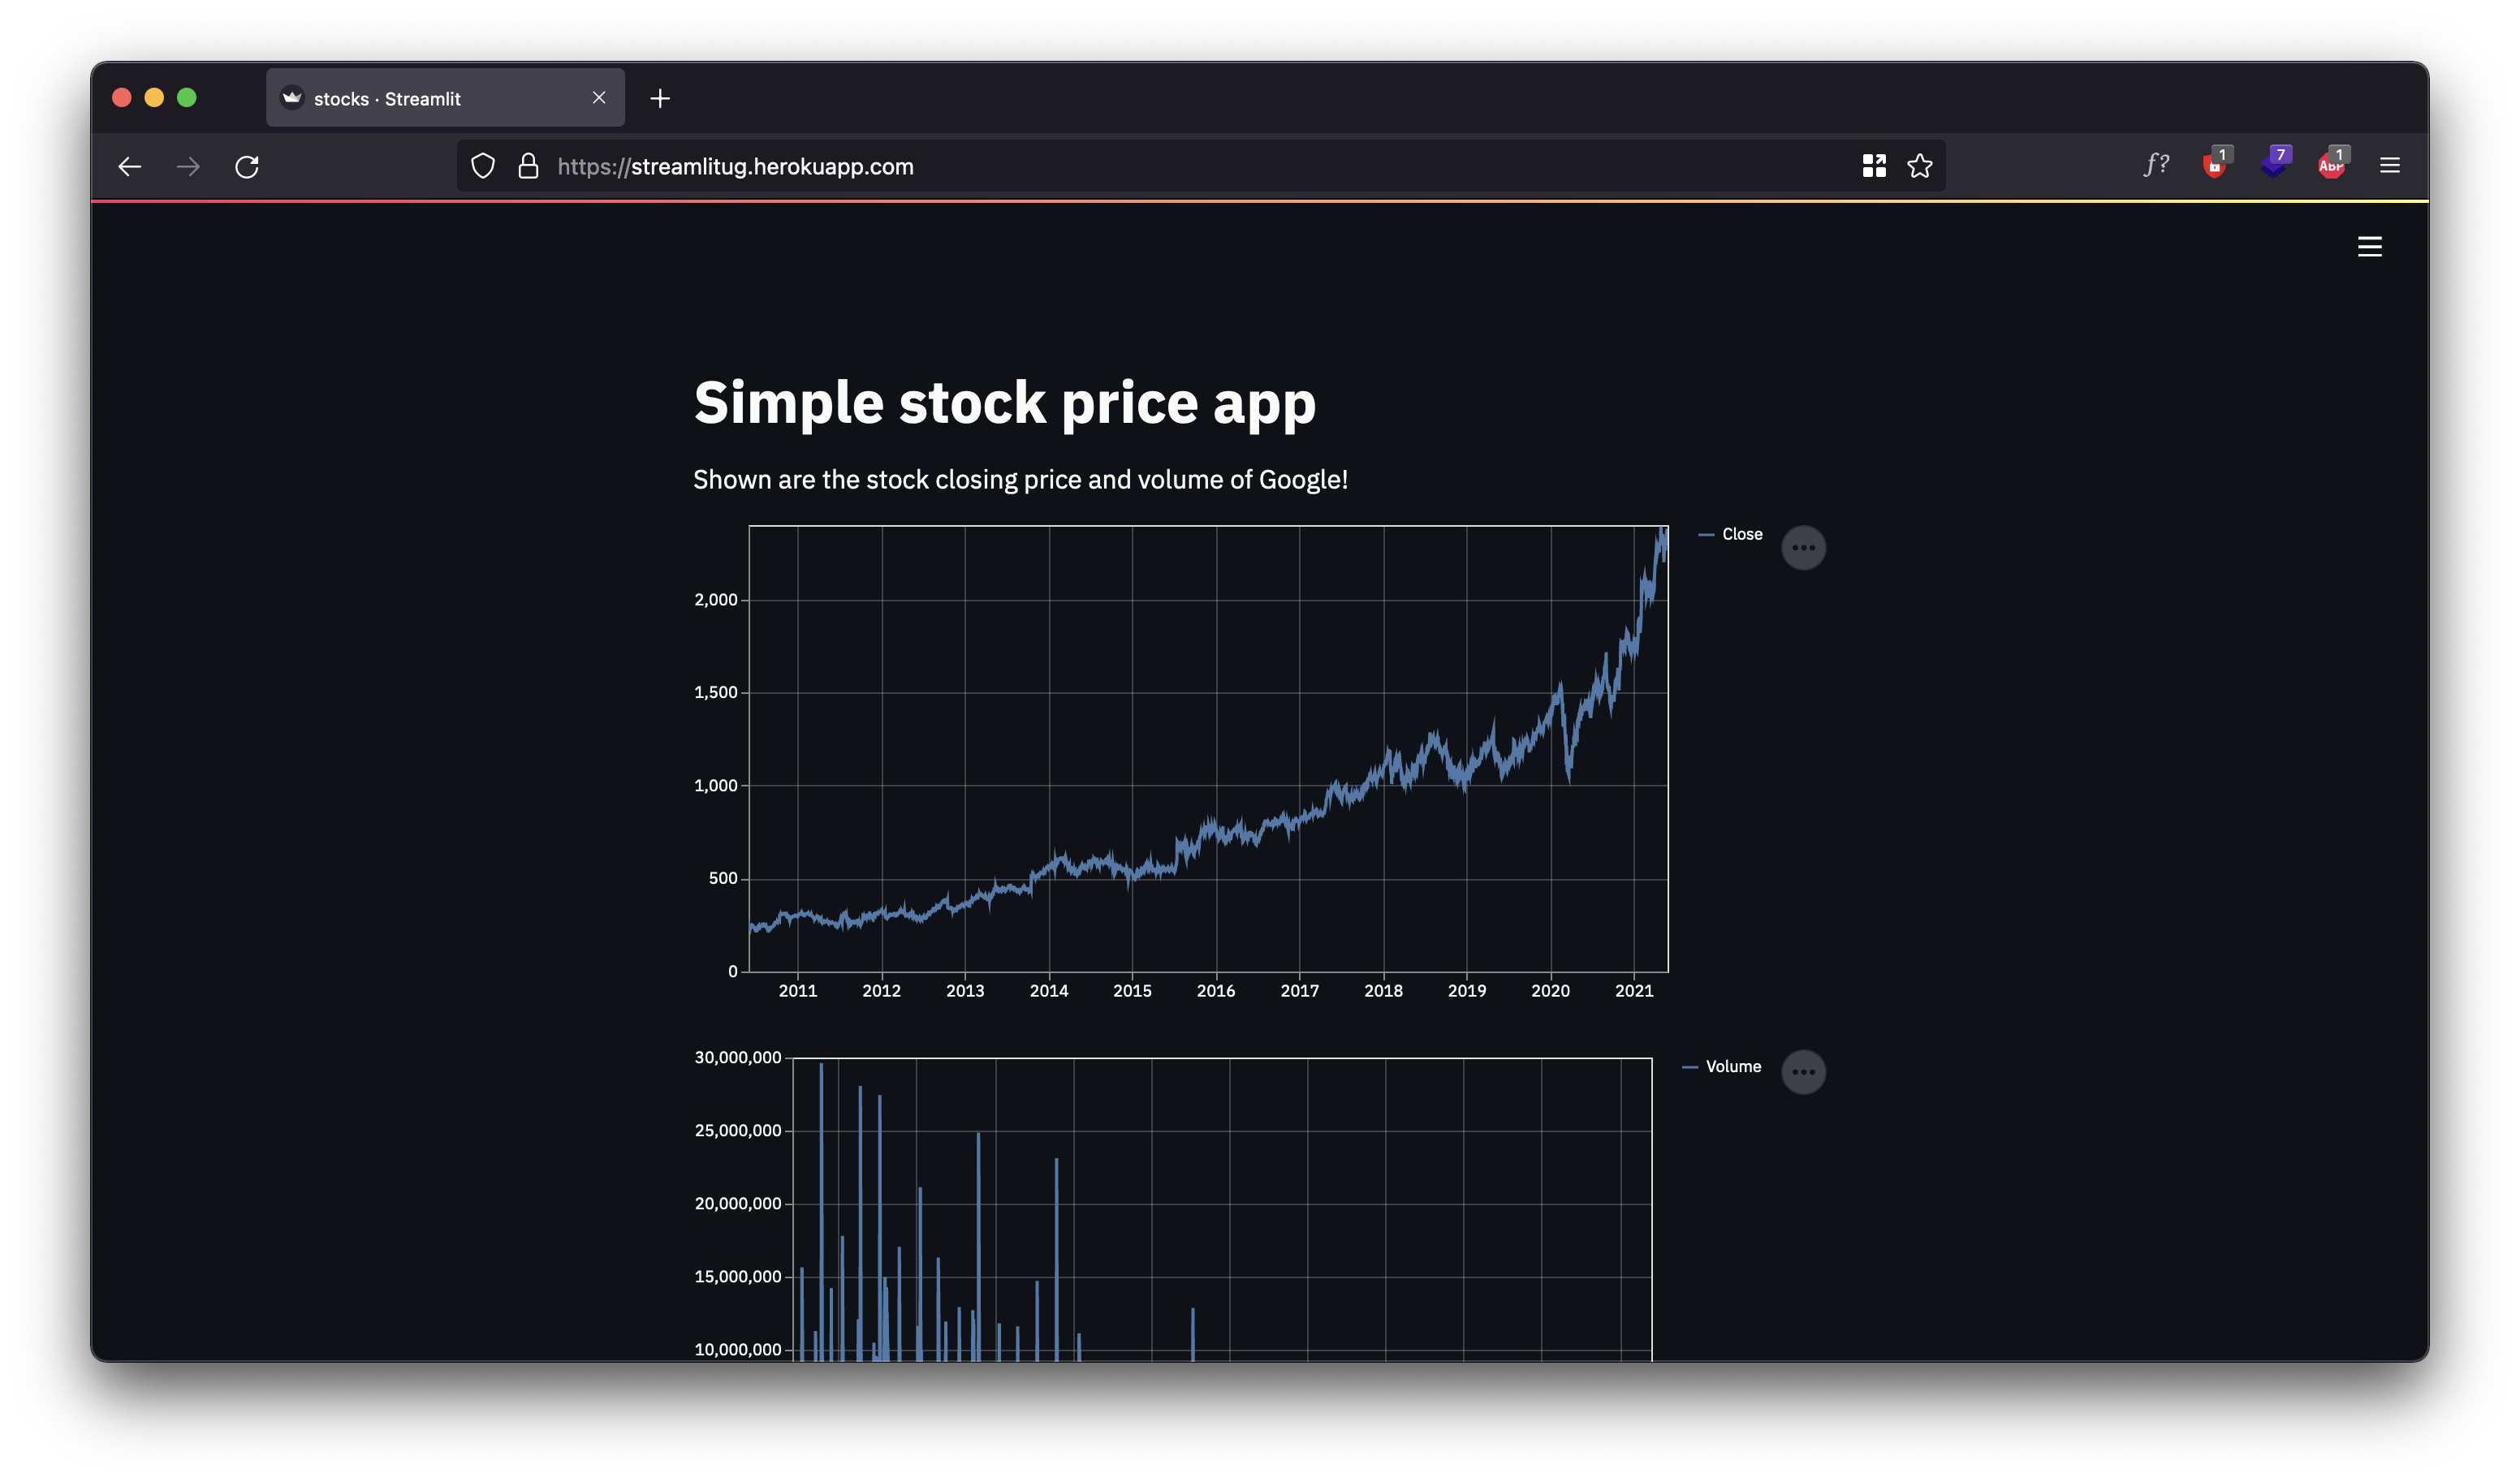 stocks · Streamlit
https://streamlitug.herokuapp.com
f?
1
7
1
ABP
Simple stock price app
Shown are the stock closing price and volume of Google!
Close
2,000
1,500
1,000
500
0
2011 2012 2013 2014 2015 2016 2017 2018 2019 2020 2021
30,000,000
Volume
25,000,000
20,000,000
15,000,000
10,000,000